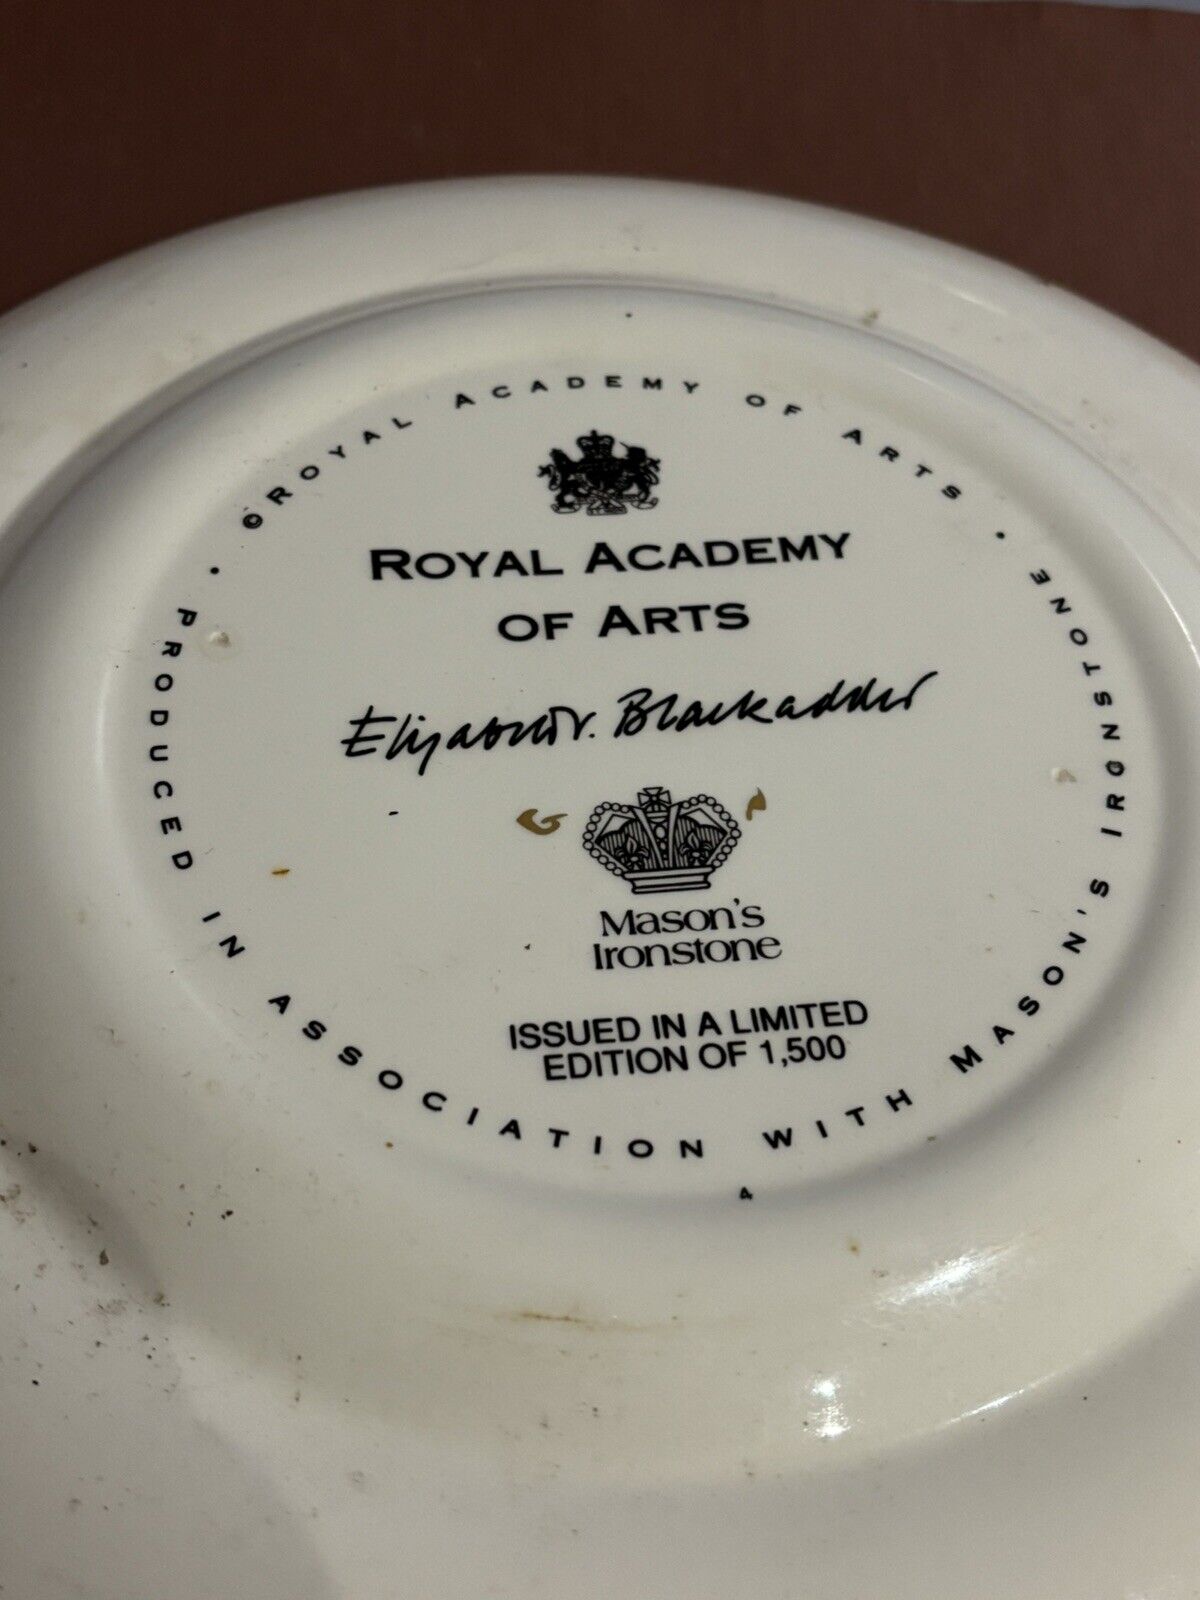 ©ROYAL ACADEMY OF ARTS •
ROYAL ACADEMY
OF ARTS
Elizabeth V. Blackadder
G N
Mason's
Ironstone
ISSUED IN A LIMITED
EDITION OF 1,500
PRODUCED IN ASSOCIATION WITH MASON'S IRONSTONE •
4